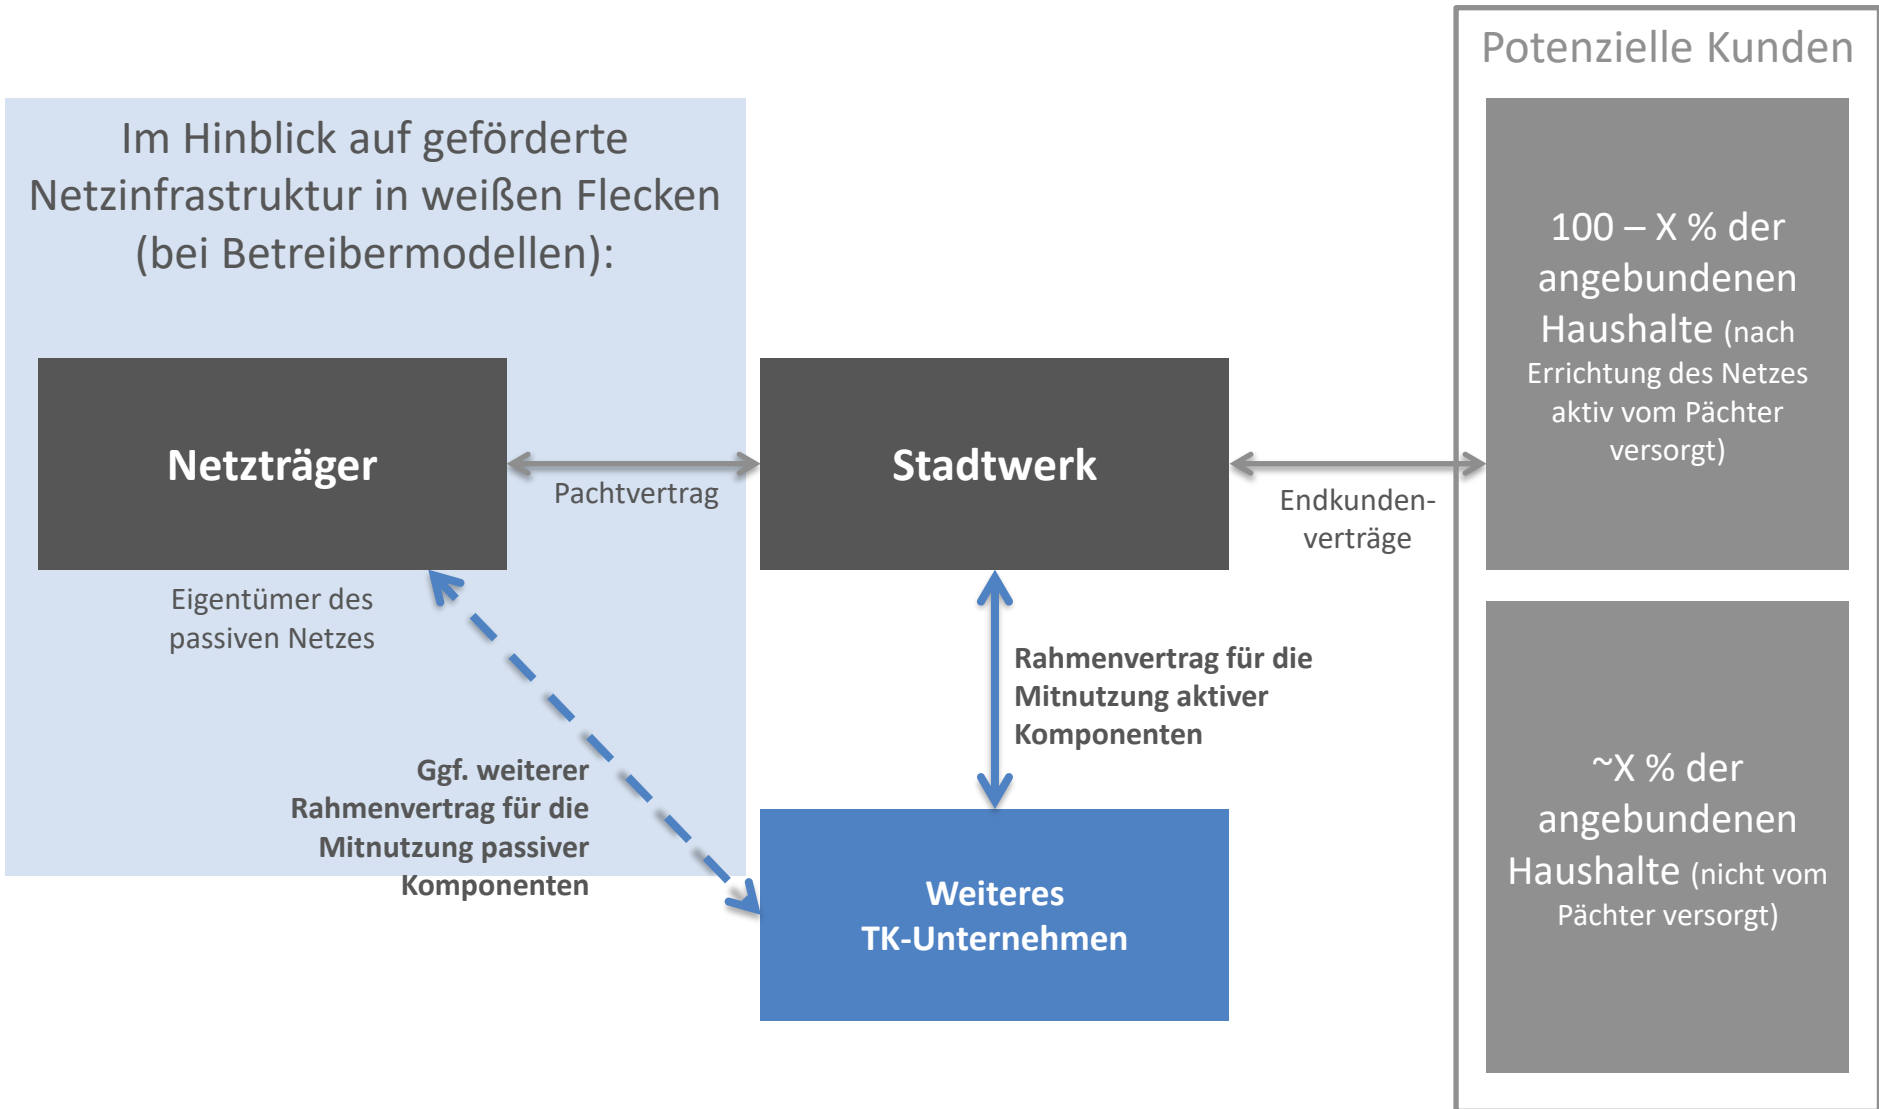 Potenzielle Kunden
Im Hinblick auf geförderte
Netzinfrastruktur in weißen Flecken
(bei Betreibermodellen):
Netzträger
Pachtvertrag
Stadtwerk
Endkunden-
verträge
100 – X % der
angebundenen
Haushalte (nach
Errichtung des Netzes
aktiv vom Pächter
versorgt)
Eigentümer des
passiven Netzes
Rahmenvertrag für die
Mitnutzung aktiver
Komponenten
Ggf. weiterer
Rahmenvertrag für die
Mitnutzung passiver
Komponenten
Weiteres
TK-Unternehmen
~X % der
angebundenen
Haushalte (nicht vom
Pächter versorgt)